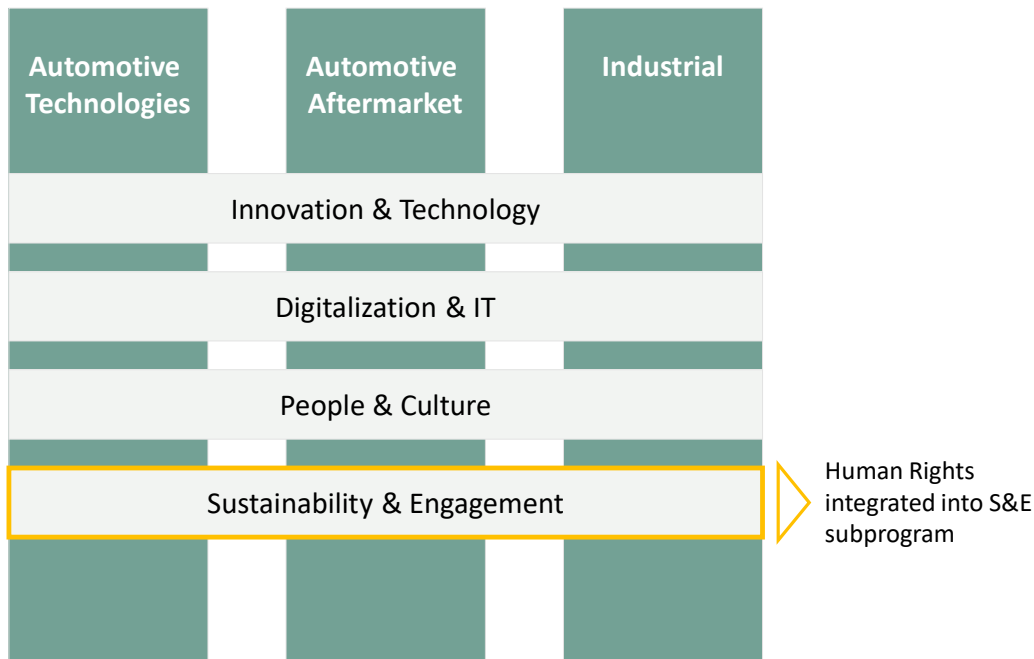 Automotive
Technologies
Automotive
Aftermarket
Industrial
Innovation & Technology
Digitalization & IT
People & Culture
Sustainability & Engagement
Human Rights
integrated into S&E
subprogram